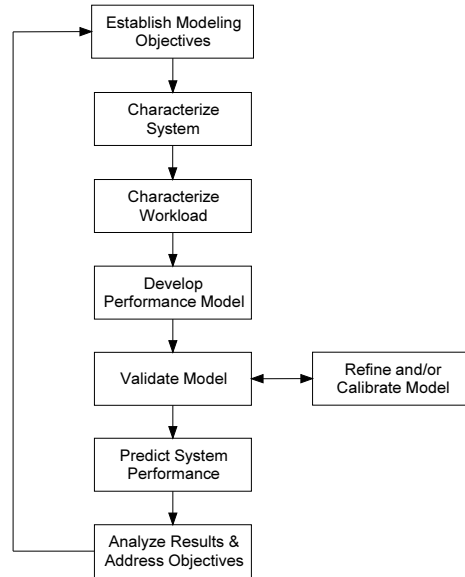 Establish Modeling
Objectives
Characterize
System
Characterize
Workload
Develop
Performance Model
Validate Model
Refine and/or
Calibrate Model
Predict System
Performance
Analyze Results &
Address Objectives